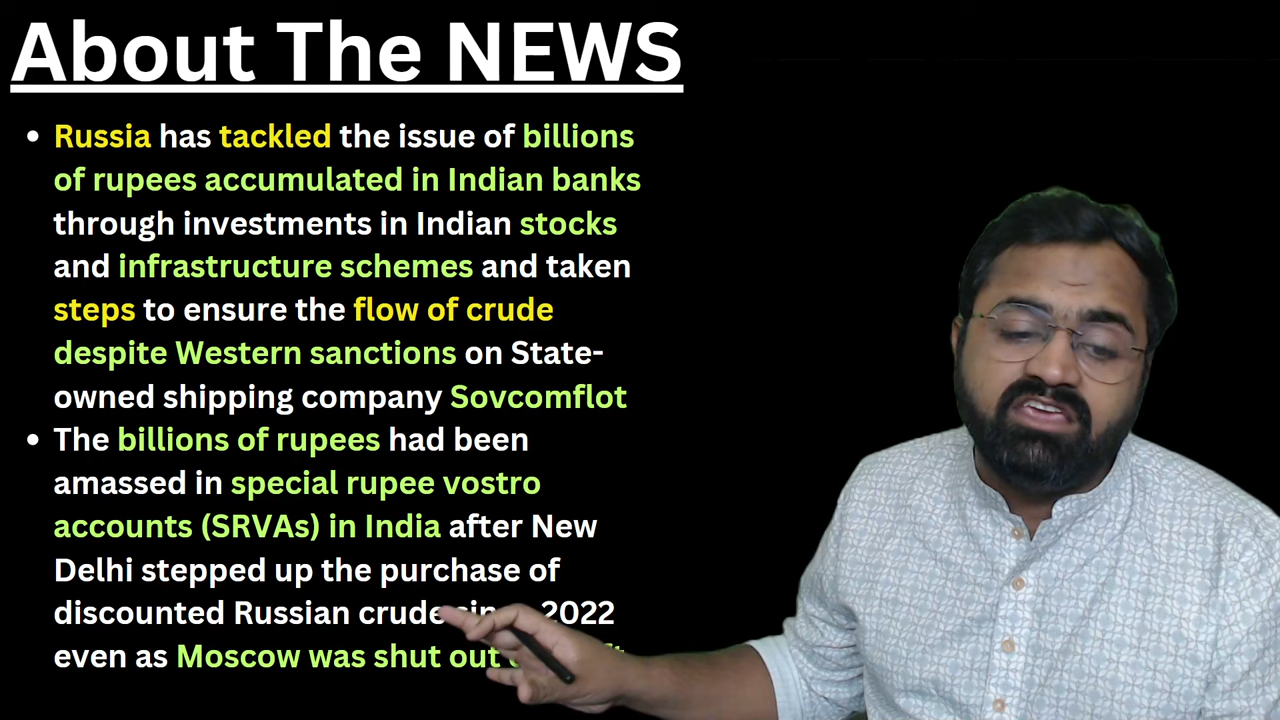 About The NEWS
• Russia has tackled the issue of billions
of rupees accumulated in Indian banks
through investments in Indian stocks
and infrastructure schemes and taken
steps to ensure the flow of crude
despite Western sanctions on State-
owned shipping company Sovcomflot
• The billions of rupees had been
amassed in special rupee vostro
accounts (SRVAs) in India after New
Delhi stepped up the purchase of
discounted Russian crude 2022
even as Moscow was shut out